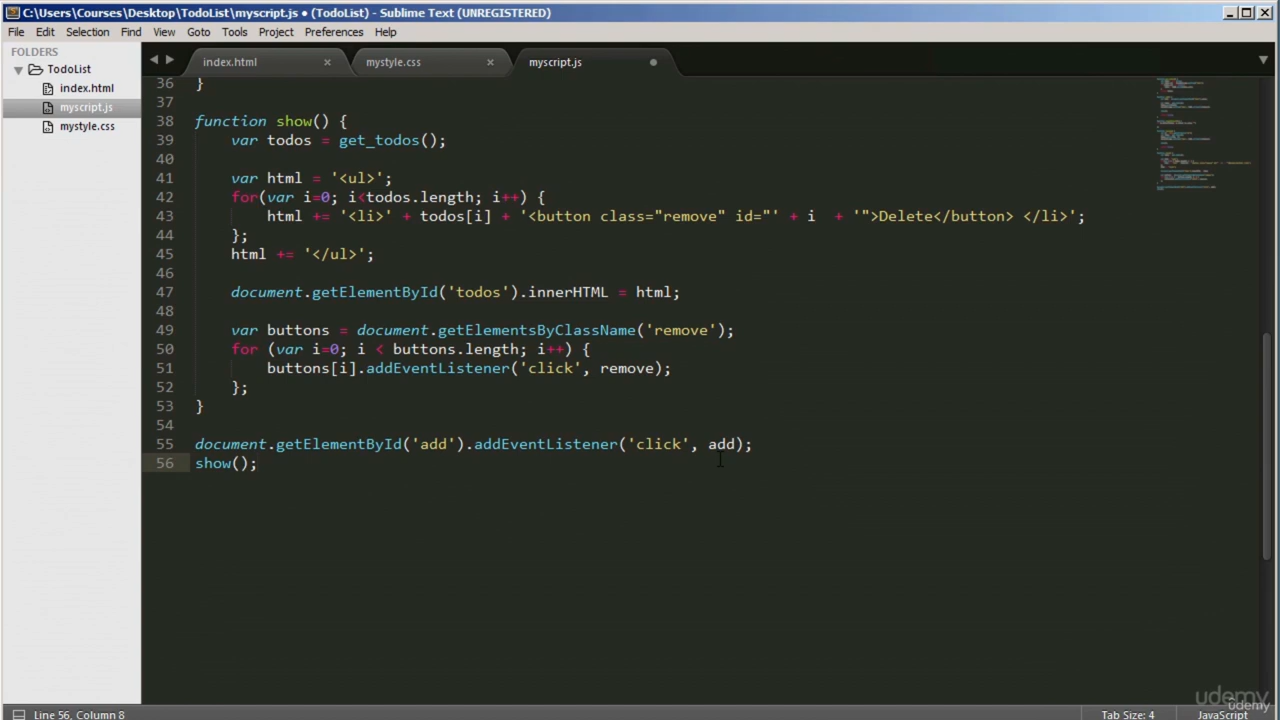 C:\Users\Courses\Desktop\TodoList\myscript.js • (TodoList) - Sublime Text (UNREGISTERED)
File Edit Selection Find View Goto Tools Project Preferences Help
FOLDERS
TodoList
index.html
myscript.js
mystyle.css
index.html × mystyle.css × myscript.js
36 }
37
38 function show() {
39     var todos = get_todos();
40
41     var html = '<ul>';
42     for(var i=0; i<todos.length; i++) {
43         html += '<li>' + todos[i] + '<button class="remove" id="' + i  + '">Delete</button> </li>';
44     };
45     html += '</ul>';
46
47     document.getElementById('todos').innerHTML = html;
48
49     var buttons = document.getElementsByClassName('remove');
50     for (var i=0; i < buttons.length; i++) {
51         buttons[i].addEventListener('click', remove);
52     };
53 }
54
55 document.getElementById('add').addEventListener('click', add);
56 show();
Line 56, Column 8
Tab Size: 4
JavaScript
udemy
udemy